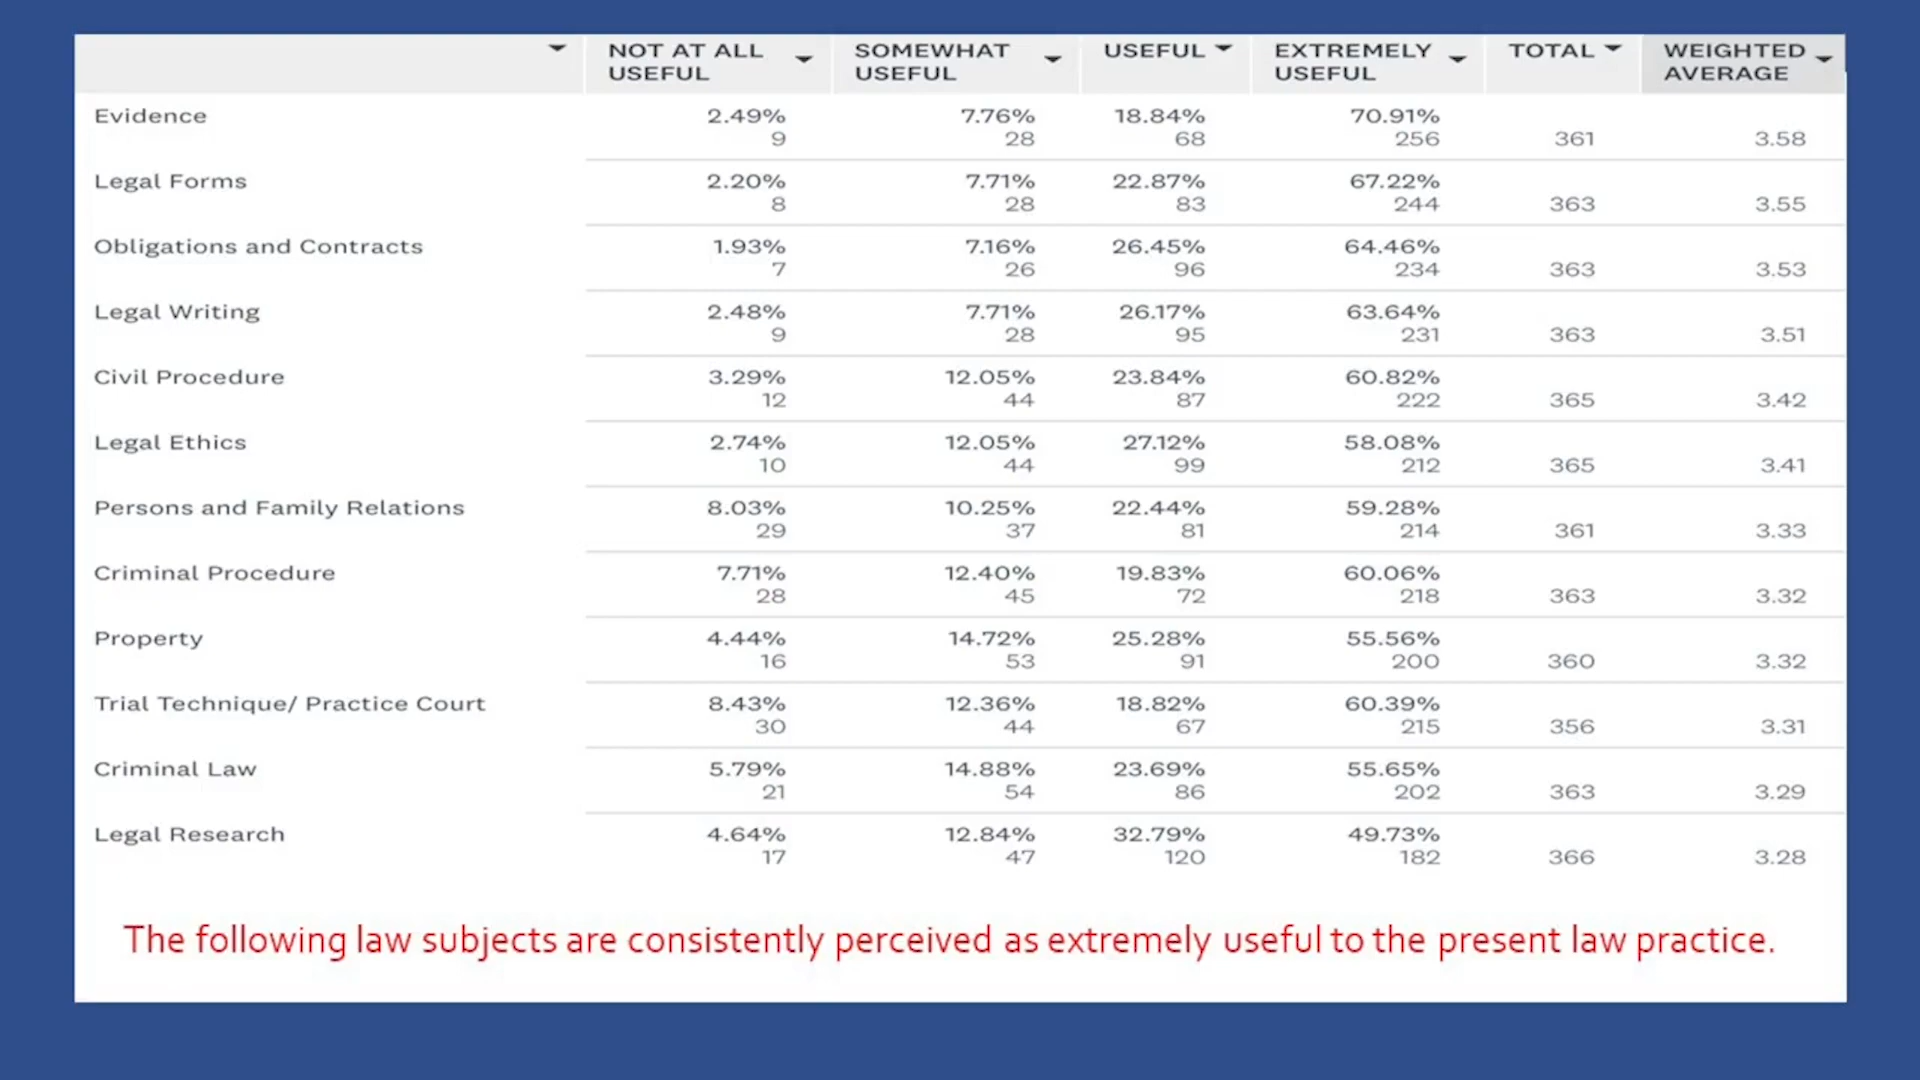 NOT AT ALL USEFUL SOMEWHAT USEFUL USEFUL EXTREMELY USEFUL TOTAL WEIGHTED AVERAGE
Evidence 2.49% 7.76% 18.84% 70.91%
9 28 68 256 361 3.58
Legal Forms 2.20% 7.71% 22.87% 67.22%
8 28 83 244 363 3.55
Obligations and Contracts 1.93% 7.16% 26.45% 64.46%
7 26 96 234 363 3.53
Legal Writing 2.48% 7.71% 26.17% 63.64%
9 28 95 231 363 3.51
Civil Procedure 3.29% 12.05% 23.84% 60.82%
12 44 87 222 365 3.42
Legal Ethics 2.74% 12.05% 27.12% 58.08%
10 44 99 212 365 3.41
Persons and Family Relations 8.03% 10.25% 22.44% 59.28%
29 37 81 214 361 3.33
Criminal Procedure 7.71% 12.40% 19.83% 60.06%
28 45 72 218 363 3.32
Property 4.44% 14.72% 25.28% 55.56%
16 53 91 200 360 3.32
Trial Technique/ Practice Court 8.43% 12.36% 18.82% 60.39%
30 44 67 215 356 3.31
Criminal Law 5.79% 14.88% 23.69% 55.65%
21 54 86 202 363 3.29
Legal Research 4.64% 12.84% 32.79% 49.73%
17 47 120 182 366 3.28
The following law subjects are consistently perceived as extremely useful to the present law practice.